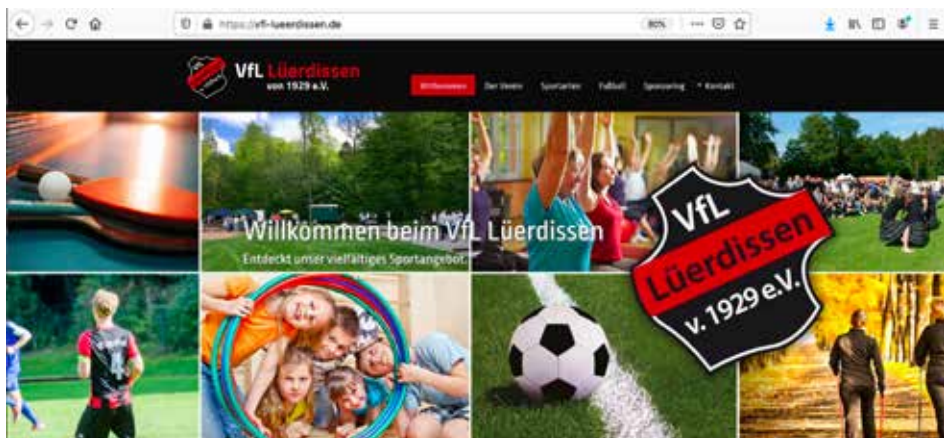 https://vfl-lueerdissen.de
80%
VfL Lüerdissen
von 1929 e.V.
Willkommen Der Verein Sportarten Fußball Sponsoring Kontakt
Willkommen beim VfL Lüerdissen
Entdeckt unser vielfältiges Sportangebot.
VfL
Lüerdissen
v. 1929 e.V.
4